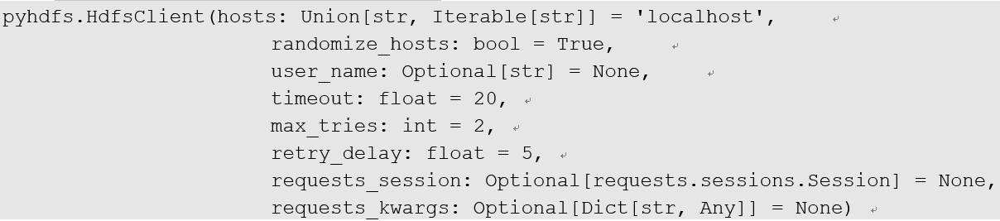 pyhdfs.HdfsClient(hosts: Union[str, Iterable[str]] = 'localhost',
randomize_hosts: bool = True,
user_name: Optional[str] = None,
timeout: float = 20,
max_tries: int = 2,
retry_delay: float = 5,
requests_session: Optional[requests.sessions.Session] = None,
requests_kwargs: Optional[Dict[str, Any]] = None)